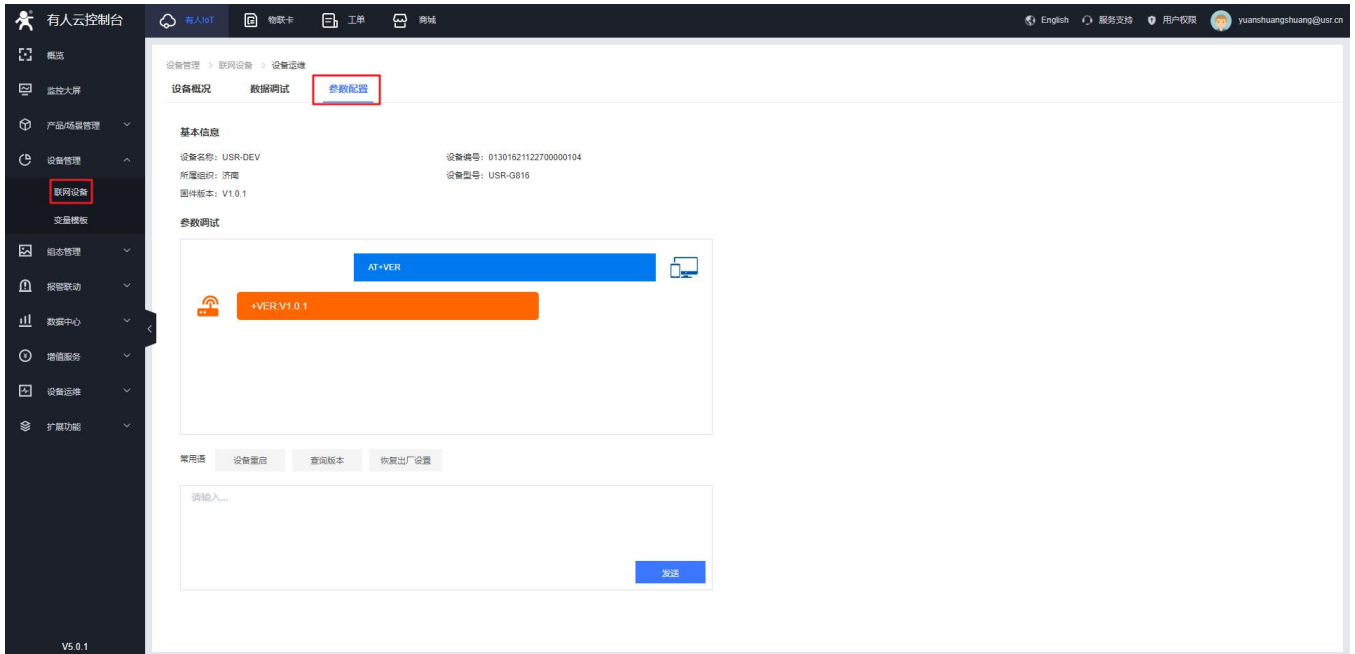 有人云控制台
有人IoT 物联卡 工单 商城 English 服务支持 用户权限 yuanshuangshuang@usr.cn
概览
监控大屏
产品/场景管理
设备管理
联网设备
变量模板
组态管理
报警联动
数据中心
增值服务
设备运维
扩展功能
V5.0.1
设备管理 > 联网设备 > 设备运维
设备概况 数据调试 参数配置
基本信息
设备名称: USR-DEV 设备编号: 01301621122700000104
所属组织: 济南 设备型号: USR-G816
固件版本: V1.0.1
参数调试
AT+VER
+VER:V1.0.1
常用语 设备重启 查询版本 恢复出厂设置
请输入...
发送